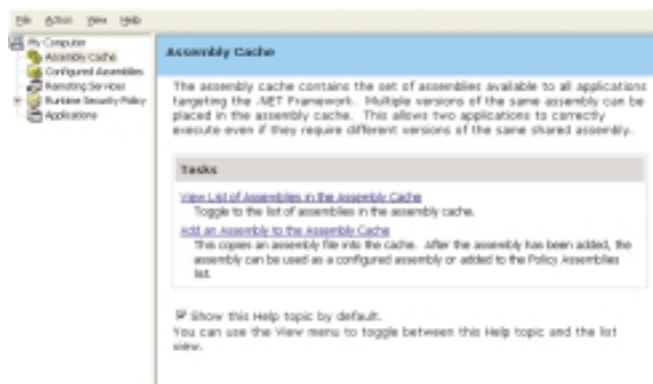 File Action View Help
My Computer
Assembly Cache
Configured Assemblies
Remoting Services
Runtime Security Policy
Applications
Assembly Cache
The assembly cache contains the set of assemblies available to all applications
targeting the .NET Framework. Multiple versions of the same assembly can be
placed in the assembly cache. This allows two applications to correctly
execute even if they require different versions of the same shared assembly.
Tasks
View List of Assemblies in the Assembly Cache
Toggle to the list of assemblies in the assembly cache.
Add an Assembly to the Assembly Cache
This copies an assembly file into the cache. After the assembly has been added, the
assembly can be used as a configured assembly or added to the Policy Assemblies
list.
Show this Help topic by default.
You can use the View menu to toggle between this Help topic and the list
view.